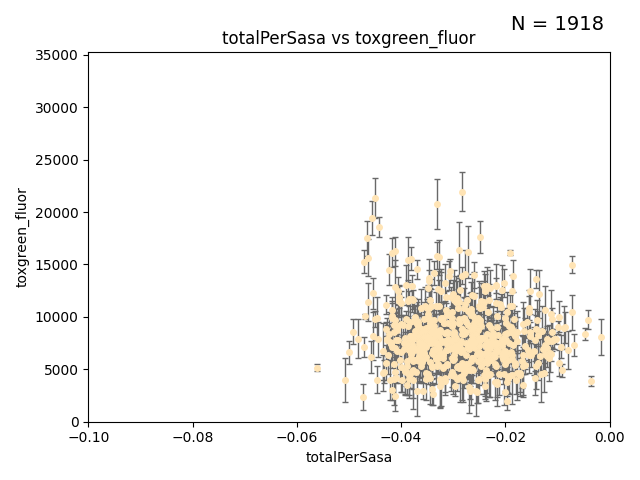 N = 1918
totalPerSasa vs toxgreen_fluor
35000
30000
25000
20000
15000
10000
5000
0
toxgreen_fluor
−0.10 −0.08 −0.06 −0.04 −0.02 0.00
totalPerSasa